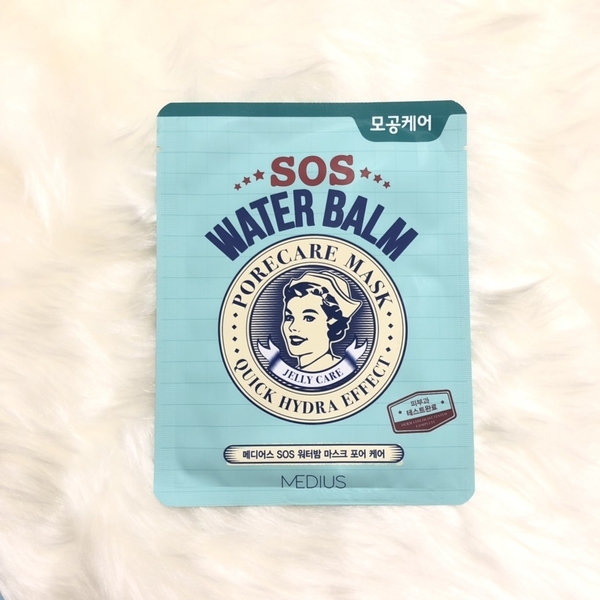 모공케어
SOS
WATER BALM
PORECARE MASK
JELLY CARE
QUICK HYDRA EFFECT
피부과
테스트완료
메디어스 SOS 워터밤 마스크 포어 케어
MEDIUS